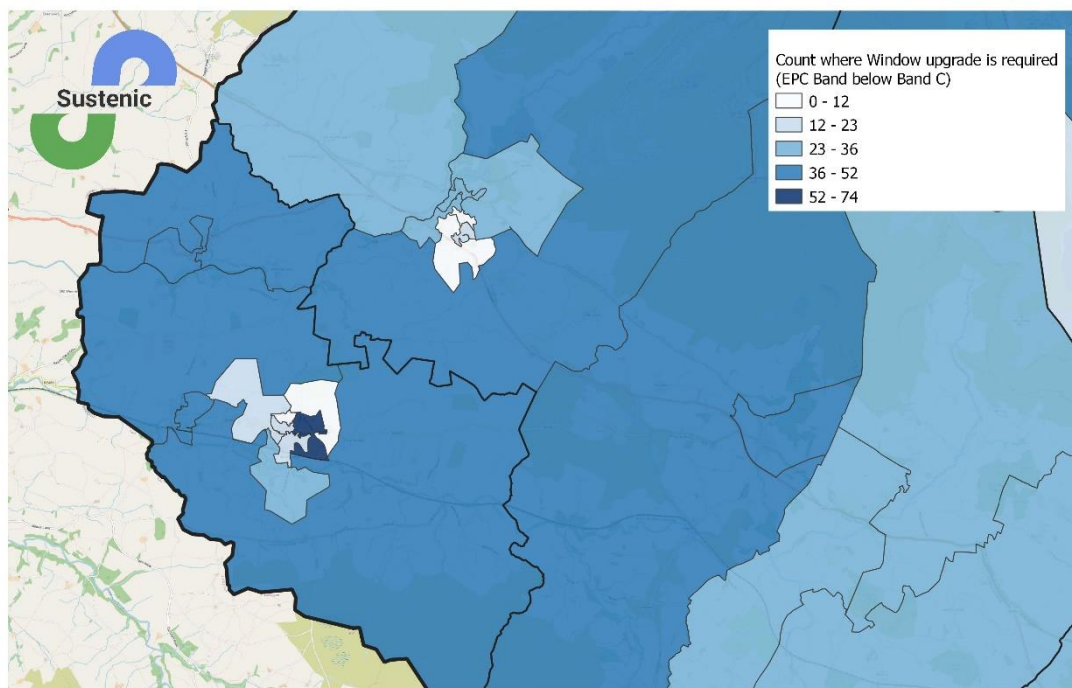 Sustenic
Count where Window upgrade is required
(EPC Band below Band C)
0 - 12
12 - 23
23 - 36
36 - 52
52 - 74